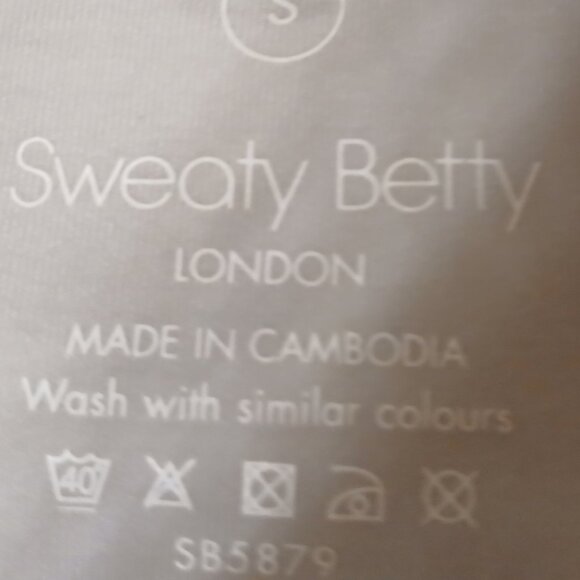 S
Sweaty Betty
LONDON
MADE IN CAMBODIA
Wash with similar colours
40
SB5879